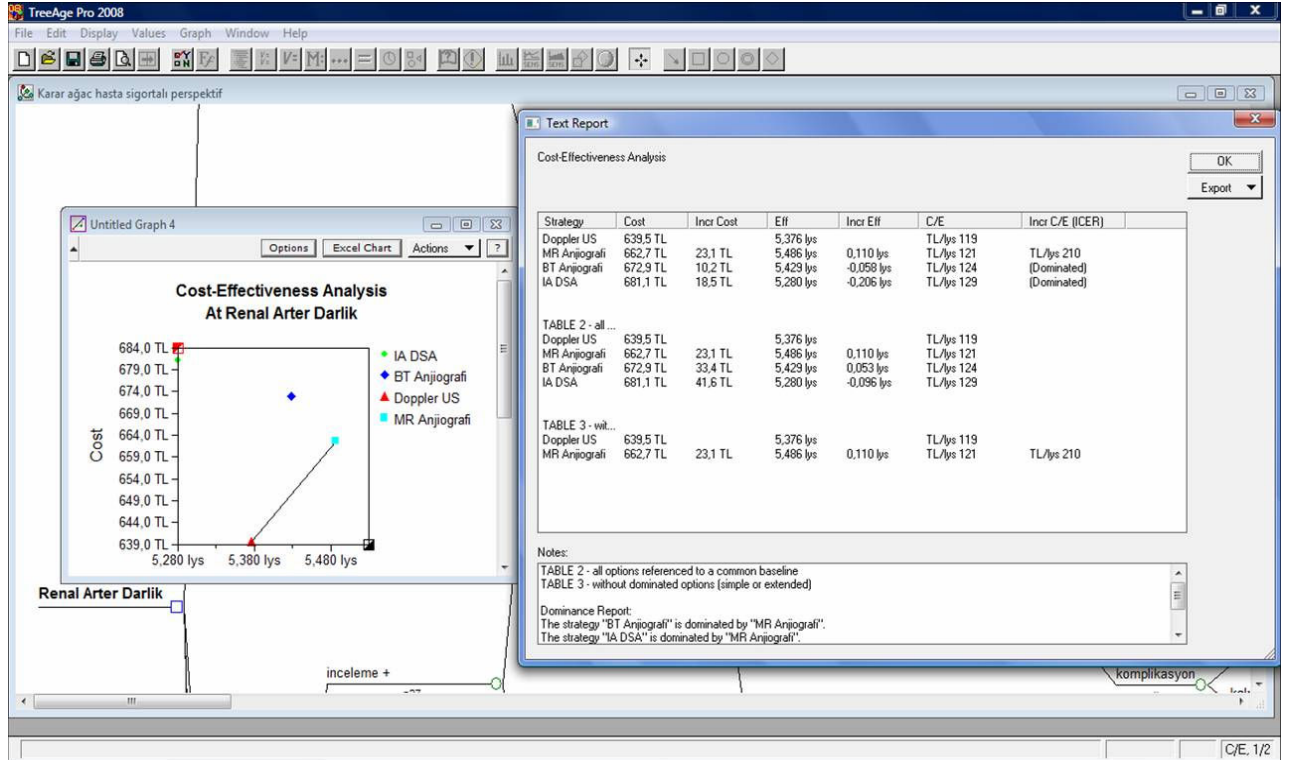 TreeAge Pro 2008
File Edit Display Values Graph Window Help
Karar ağac hasta sigortalı perspektif
Untitled Graph 4
Options Excel Chart Actions ?
Cost-Effectiveness Analysis
At Renal Arter Darlik
Cost
684,0 TL
679,0 TL
674,0 TL
669,0 TL
664,0 TL
659,0 TL
654,0 TL
649,0 TL
644,0 TL
639,0 TL
5,280 lys 5,380 lys 5,480 lys
IA DSA
BT Anjiografi
Doppler US
MR Anjiografi
Renal Arter Darlik
inceleme +
komplikasyon
Text Report
Cost-Effectiveness Analysis
OK
Export
Strategy Cost Incr Cost Eff Incr Eff C/E Incr C/E (ICER)
Doppler US 639,5 TL 5,376 lys TL/lys 119
MR Anjiografi 662,7 TL 23,1 TL 5,486 lys 0,110 lys TL/lys 121 TL/lys 210
BT Anjiografi 672,9 TL 10,2 TL 5,429 lys -0,058 lys TL/lys 124 (Dominated)
IA DSA 681,1 TL 18,5 TL 5,280 lys -0,206 lys TL/lys 129 (Dominated)
TABLE 2 - all ...
Doppler US 639,5 TL 5,376 lys TL/lys 119
MR Anjiografi 662,7 TL 23,1 TL 5,486 lys 0,110 lys TL/lys 121
BT Anjiografi 672,9 TL 33,4 TL 5,429 lys 0,053 lys TL/lys 124
IA DSA 681,1 TL 41,6 TL 5,280 lys -0,096 lys TL/lys 129
TABLE 3 - wit...
Doppler US 639,5 TL 5,376 lys TL/lys 119
MR Anjiografi 662,7 TL 23,1 TL 5,486 lys 0,110 lys TL/lys 121 TL/lys 210
Notes:
TABLE 2 - all options referenced to a common baseline
TABLE 3 - without dominated options (simple or extended)
Dominance Report:
The strategy "BT Anjiografi" is dominated by "MR Anjiografi".
The strategy "IA DSA" is dominated by "MR Anjiografi".
C/E, 1/2